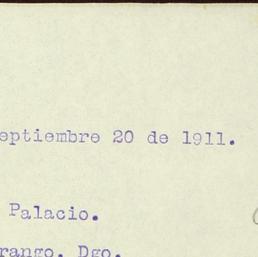 eptiembre 20 de 1911.
Palacio.
rango, Dgo.